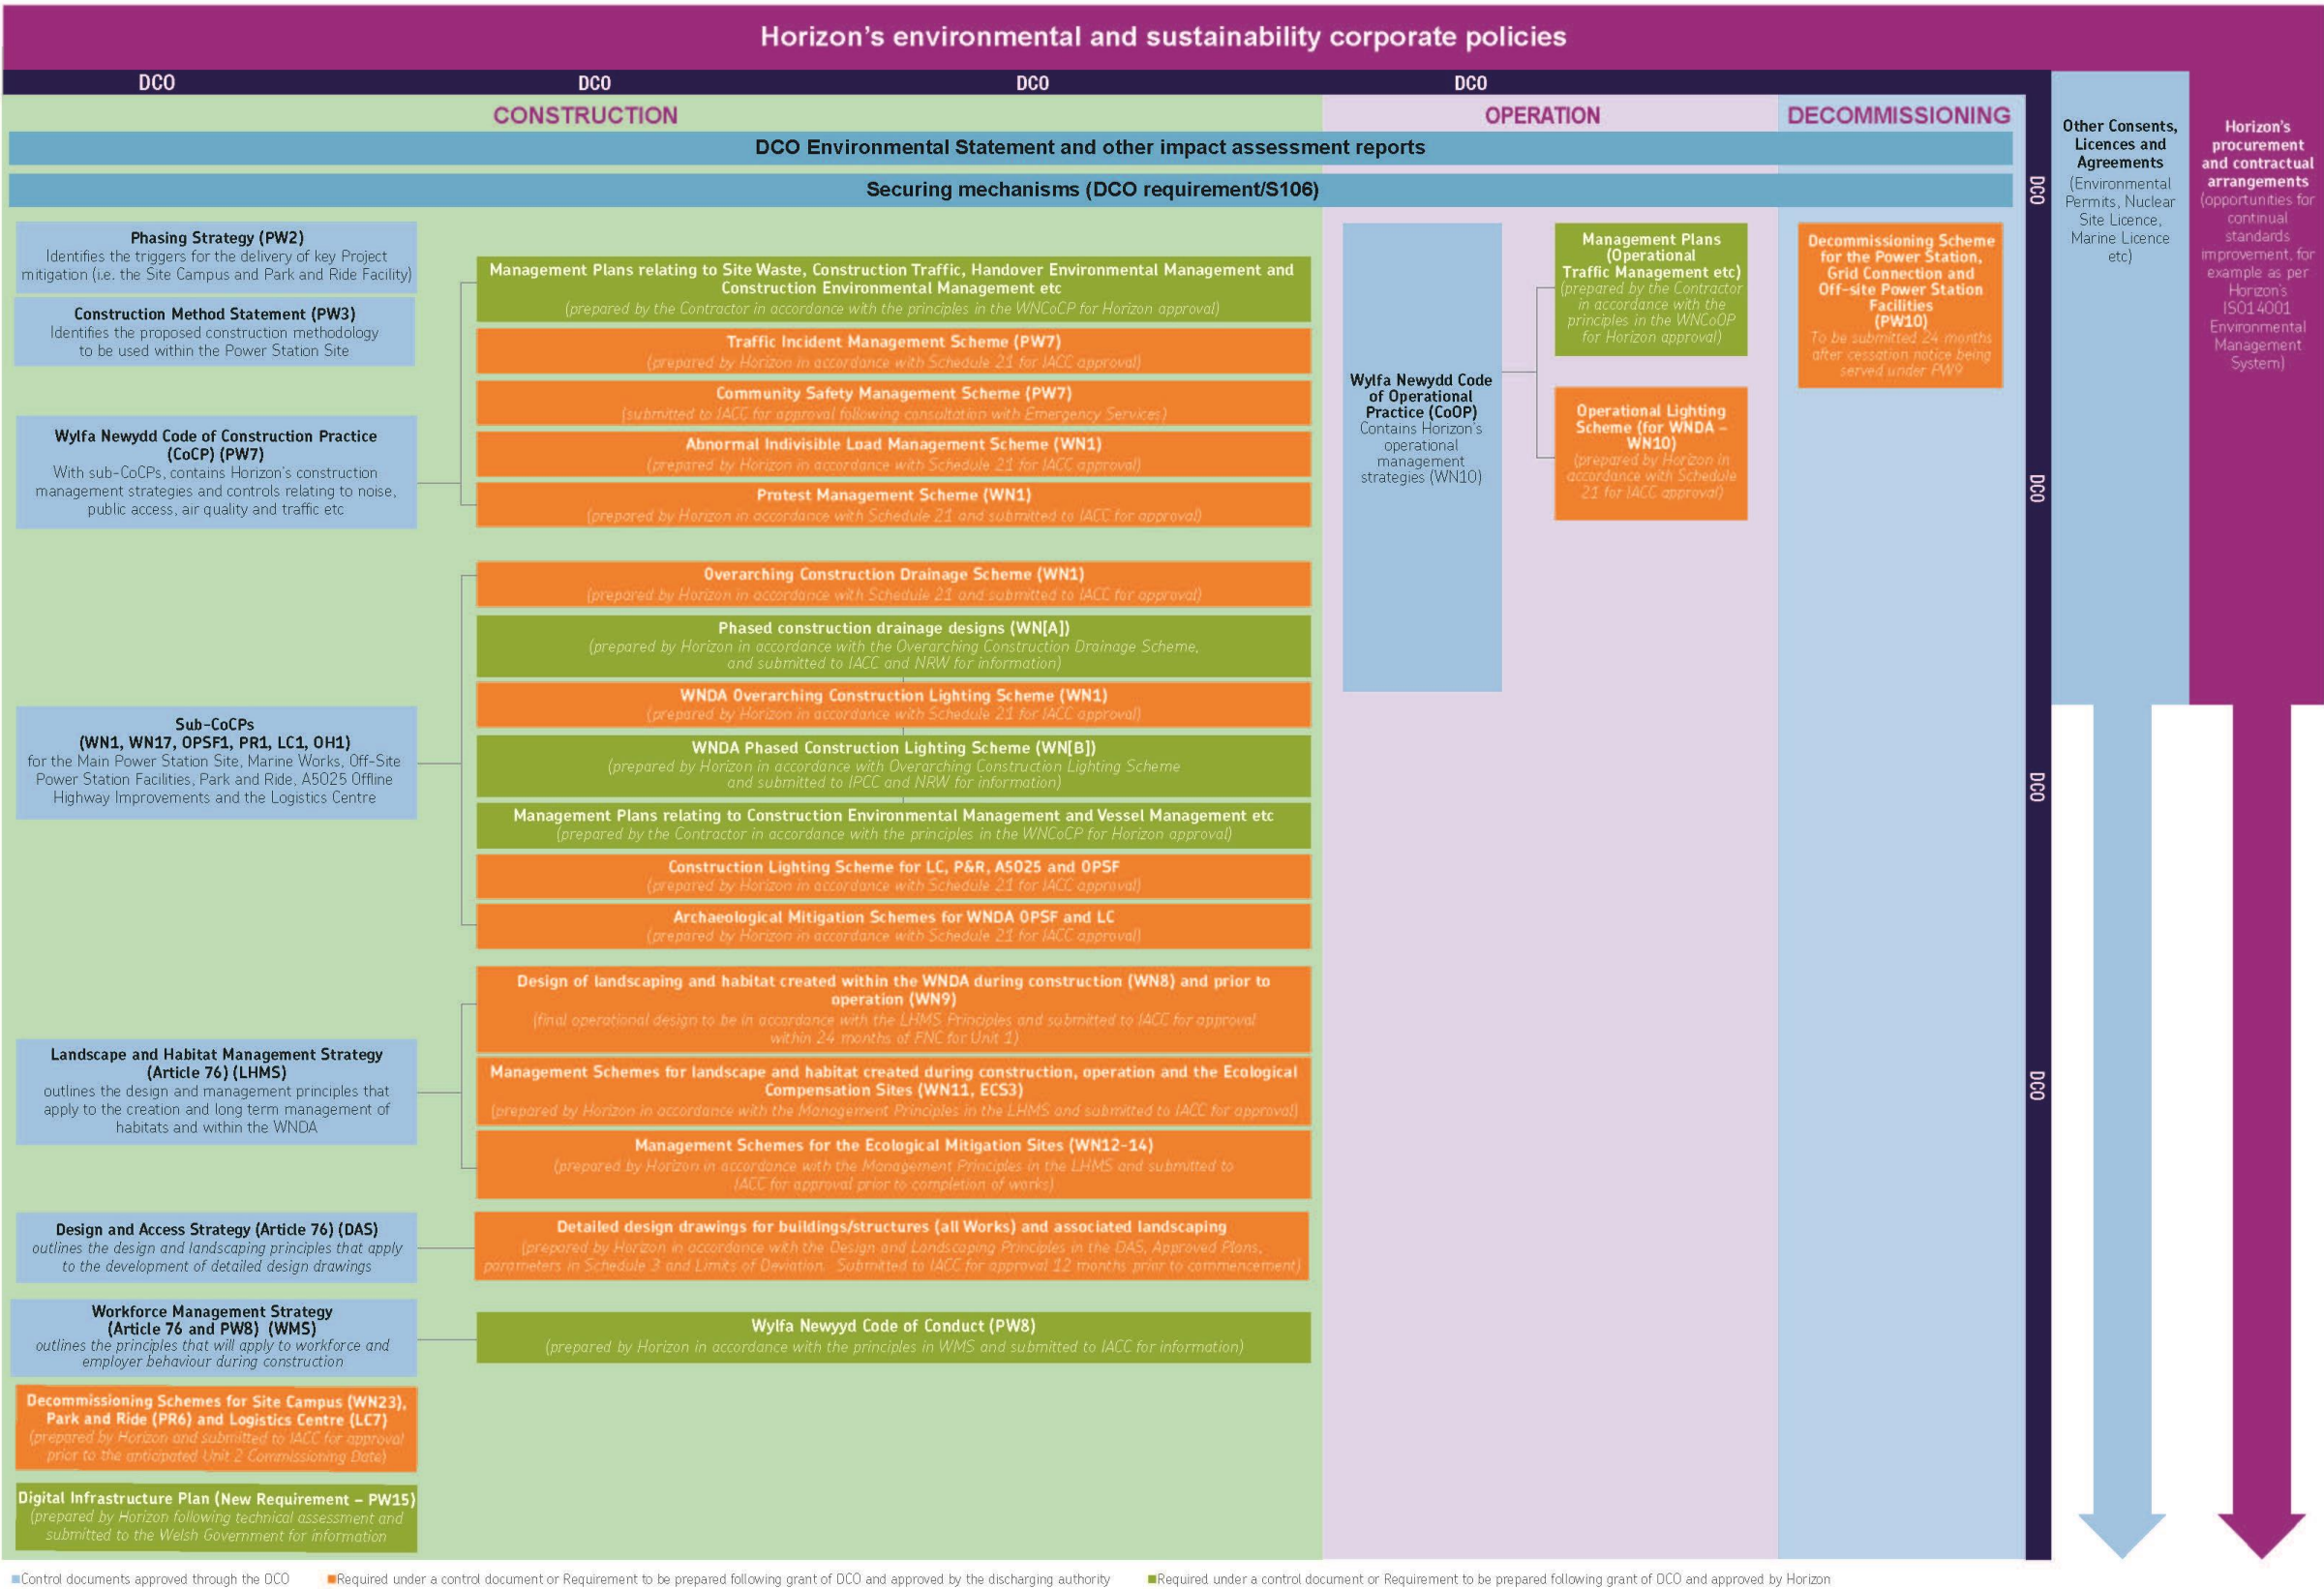 Horizon's environmental and sustainability corporate policies
DCO
DCO
DCO
DCO
CONSTRUCTION
OPERATION
DECOMMISSIONING
DCO Environmental Statement and other impact assessment reports
Securing mechanisms (DCO requirement/S106)
Phasing Strategy (PW2)
Identifies the triggers for the delivery of key Project
mitigation (i.e. the Site Campus and Park and Ride Facility)
Construction Method Statement (PW3)
Identifies the proposed construction methodology
to be used within the Power Station Site
Wylfa Newydd Code of Construction Practice
(CoCP) (PW7)
With sub-CoCPs, contains Horizon's construction
management strategies and controls relating to noise,
public access, air quality and traffic etc
Management Plans relating to Site Waste, Construction Traffic, Handover Environmental Management and
Construction Environmental Management etc
(prepared by the Contractor in accordance with the principles in the WNCoCP for Horizon approval)
Traffic Incident Management Scheme (PW7)
(prepared by Horizon in accordance with Schedule 21 for IACC approval)
Community Safety Management Scheme (PW7)
(submitted to IACC for approval following consultation with Emergency Services)
Abnormal Indivisible Load Management Scheme (WN1)
(prepared by Horizon in accordance with Schedule 21 for IACC approval)
Protest Management Scheme (WN1)
(prepared by Horizon in accordance with Schedule 21 and submitted to IACC for approval)
Sub-CoCPs
(WN1, WN17, OPSF1, PR1, LC1, OH1)
for the Main Power Station Site, Marine Works, Off-Site
Power Station Facilities, Park and Ride, A5025 Offline
Highway Improvements and the Logistics Centre
Overarching Construction Drainage Scheme (WN1)
(prepared by Horizon in accordance with Schedule 21 and submitted to IACC for approval)
Phased construction drainage designs (WN[A])
(prepared by Horizon in accordance with the Overarching Construction Drainage Scheme,
and submitted to IACC and NRW for information)
WNDA Overarching Construction Lighting Scheme (WN1)
(prepared by Horizon in accordance with Schedule 21 for IACC approval)
WNDA Phased Construction Lighting Scheme (WN[B])
(prepared by Horizon in accordance with Overarching Construction Lighting Scheme
and submitted to IPCC and NRW for information)
Management Plans relating to Construction Environmental Management and Vessel Management etc
(prepared by the Contractor in accordance with the principles in the WNCoCP for Horizon approval)
Construction Lighting Scheme for LC, P&R, A5025 and OPSF
(prepared by Horizon in accordance with Schedule 21 for IACC approval)
Archaeological Mitigation Schemes for WNDA OPSF and LC
(prepared by Horizon in accordance with Schedule 21 for IACC approval)
Landscape and Habitat Management Strategy
(Article 76) (LHMS)
outlines the design and management principles that
apply to the creation and long term management of
habitats and within the WNDA
Design of landscaping and habitat created within the WNDA during construction (WN8) and prior to
operation (WN9)
(final operational design to be in accordance with the LHMS Principles and submitted to IACC for approval
within 24 months of FNC for Unit 1)
Management Schemes for landscape and habitat created during construction, operation and the Ecological
Compensation Sites (WN11, ECS3)
(prepared by Horizon in accordance with the Management Principles in the LHMS and submitted to IACC for approval)
Management Schemes for the Ecological Mitigation Sites (WN12-14)
(prepared by Horizon in accordance with the Management Principles in the LHMS and submitted to
IACC for approval prior to completion of works)
Design and Access Strategy (Article 76) (DAS)
outlines the design and landscaping principles that apply
to the development of detailed design drawings
Detailed design drawings for buildings/structures (all Works) and associated landscaping
(prepared by Horizon in accordance with the Design and Landscaping Principles in the DAS, Approved Plans,
parameters in Schedule 3 and Limits of Deviation. Submitted to IACC for approval 12 months prior to commencement)
Workforce Management Strategy
(Article 76 and PW8) (WMS)
outlines the principles that will apply to workforce and
employer behaviour during construction
Wylfa Newyyd Code of Conduct (PW8)
(prepared by Horizon in accordance with the principles in WMS and submitted to IACC for information)
Decommissioning Schemes for Site Campus (WN23),
Park and Ride (PR6) and Logistics Centre (LC7)
(prepared by Horizon and submitted to IACC for approval
prior to the anticipated Unit 2 Commissioning Date)
Digital Infrastructure Plan (New Requirement – PW15)
(prepared by Horizon following technical assessment and
submitted to the Welsh Government for information
Wylfa Newydd Code
of Operational
Practice (CoOP)
Contains Horizon's
operational
management
strategies (WN10)
Management Plans
(Operational
Traffic Management etc)
(prepared by the Contractor
in accordance with the
principles in the WNCoOP
for Horizon approval)
Operational Lighting
Scheme (for WNDA –
WN10)
(prepared by Horizon in
accordance with Schedule
21 for IACC approval)
Decommissioning Scheme
for the Power Station,
Grid Connection and
Off-site Power Station
Facilities
(PW10)
To be submitted 24 months
after cessation notice being
served under PW9
DCO
DCO
DCO
DCO
Other Consents,
Licences and
Agreements
(Environmental
Permits, Nuclear
Site Licence,
Marine Licence
etc)
Horizon's
procurement
and contractual
arrangements
(opportunities for
continual
standards
improvement, for
example as per
Horizon's
ISO14001
Environmental
Management
System)
Control documents approved through the DCO
Required under a control document or Requirement to be prepared following grant of DCO and approved by the discharging authority
Required under a control document or Requirement to be prepared following grant of DCO and approved by Horizon